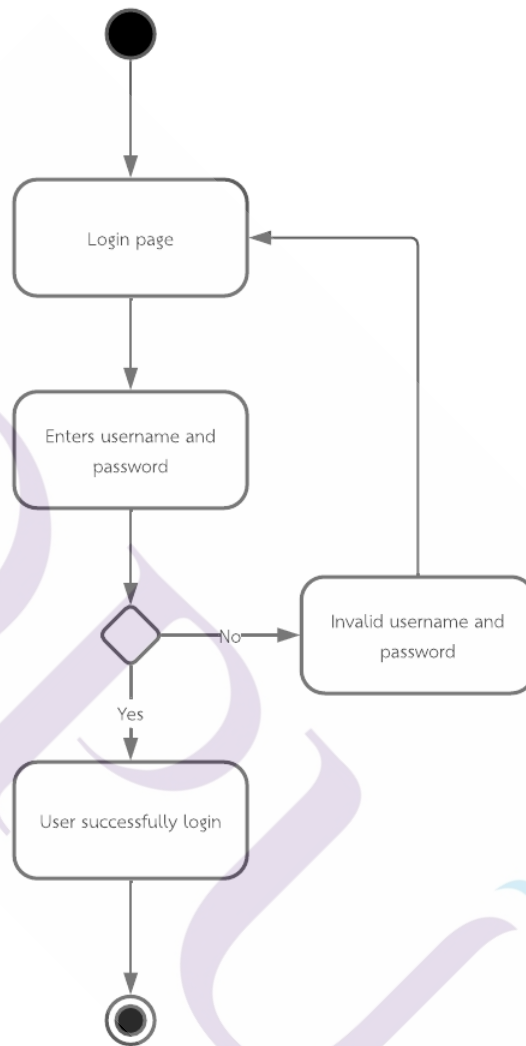 Login page
Enters username and
password
No
Invalid username and
password
Yes
User successfully login